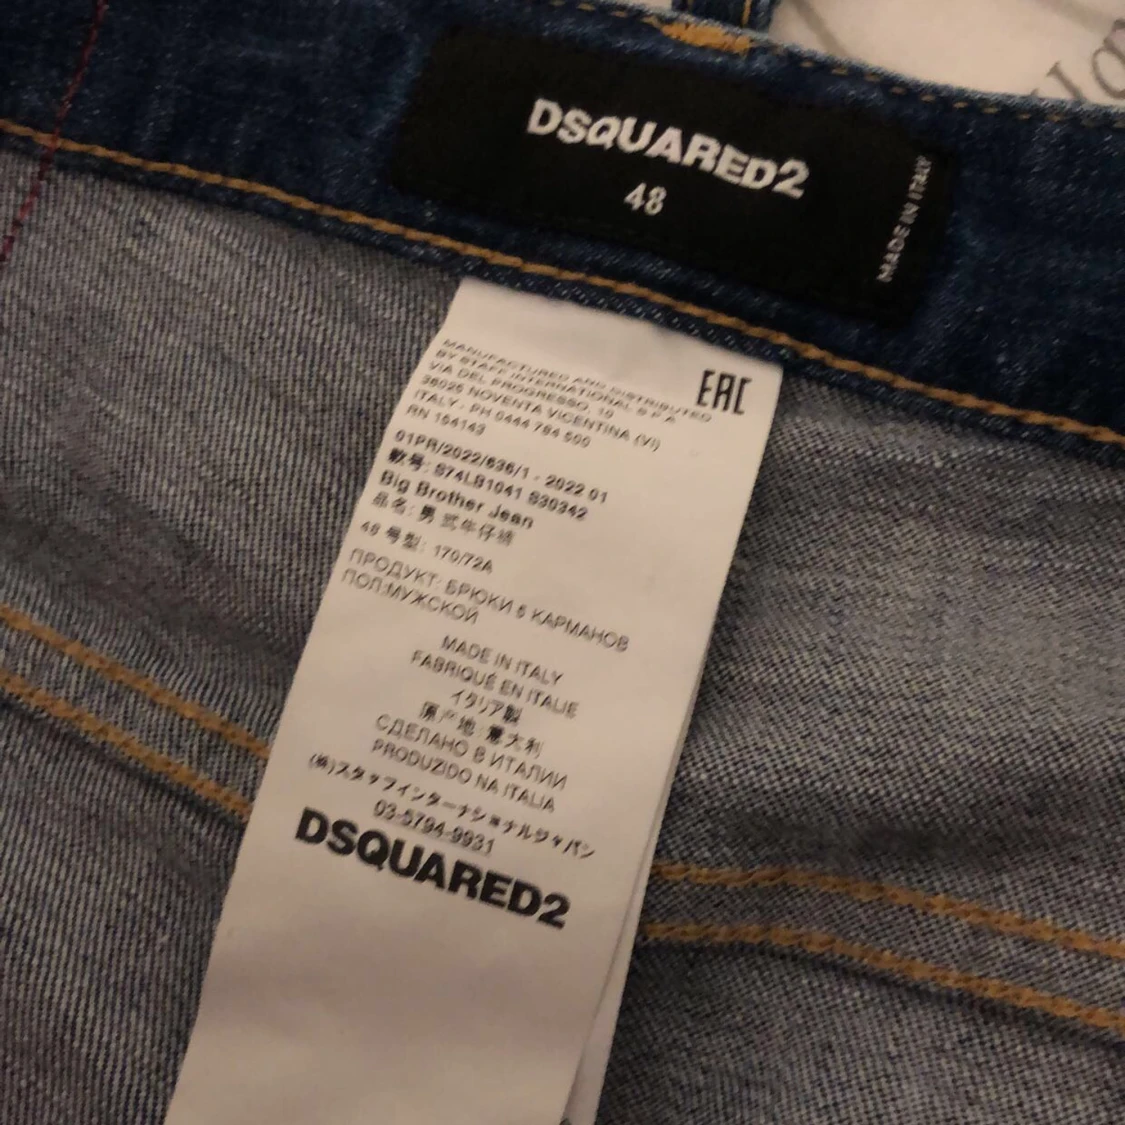 DSQUARED2
48
MADE IN ITALY
EAC
MANUFACTURED AND DISTRIBUTED
BY STAFF INTERNATIONAL S.P.A
VIA DEL PROGRESSO, 10
36025 NOVENTA VICENTINA (VI)
ITALY - PH 0444 784 500
RN 154143
01PR/2022/636/1 - 2022 01
款号: S74LB1041 S30342
Big Brother Jean
品名: 男 式牛仔裤
48 号型: 170/72A
ПРОДУКТ: БРЮКИ 5 КАРМАНОВ
ПОЛ:МУЖСКОЙ
MADE IN ITALY
FABRIQUÉ EN ITALIE
イタリア製
原产地:意大利
СДЕЛАНО В ИТАЛИИ
PRODUZIDO NA ITALIA
(株)スタッフインターナショナルジャパン
03-5794-9931
DSQUARED2